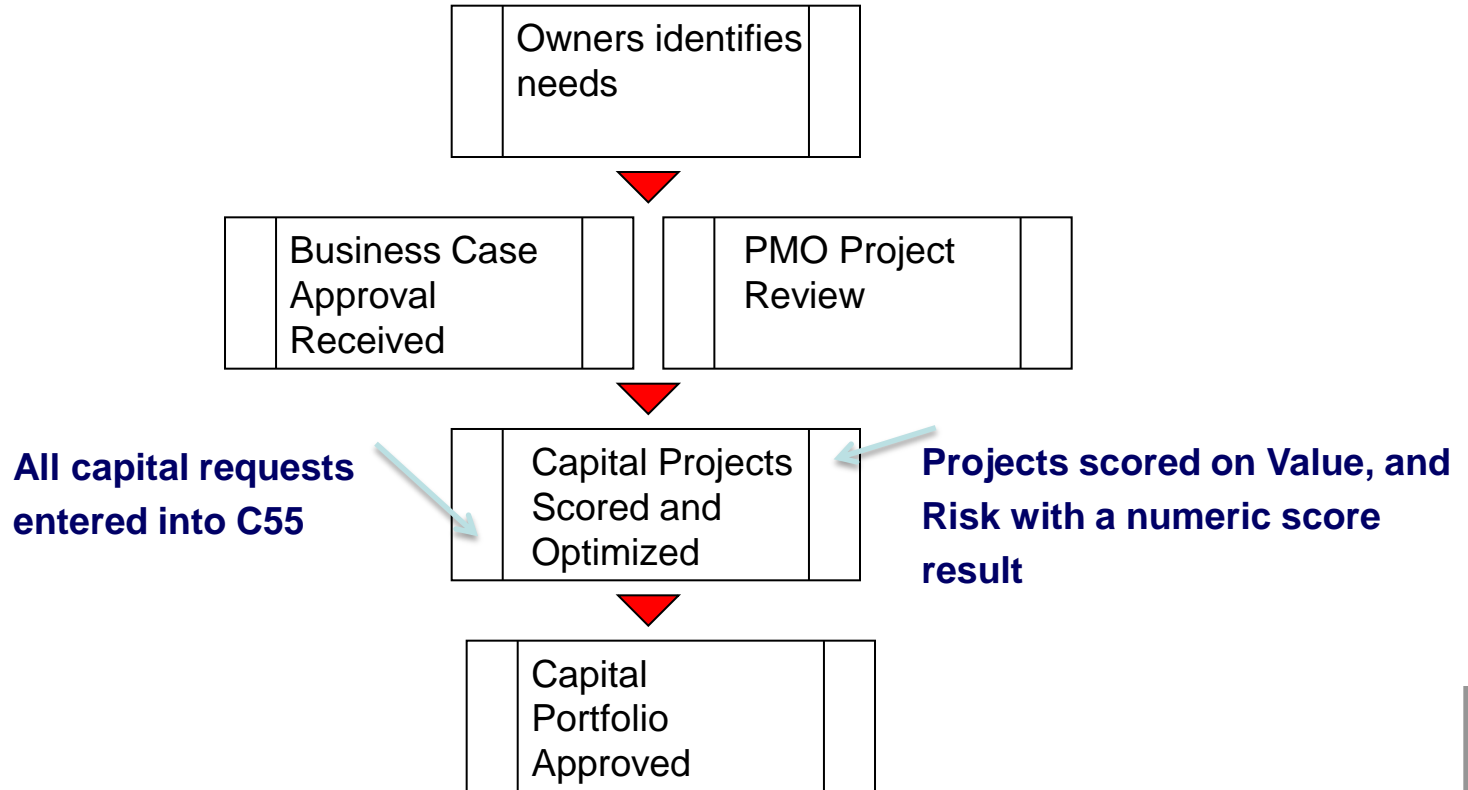 Owners identifies
needs
Business Case
Approval
Received
PMO Project
Review
All capital requests
entered into C55
Capital Projects
Scored and
Optimized
Projects scored on Value, and
Risk with a numeric score
result
Capital
Portfolio
Approved